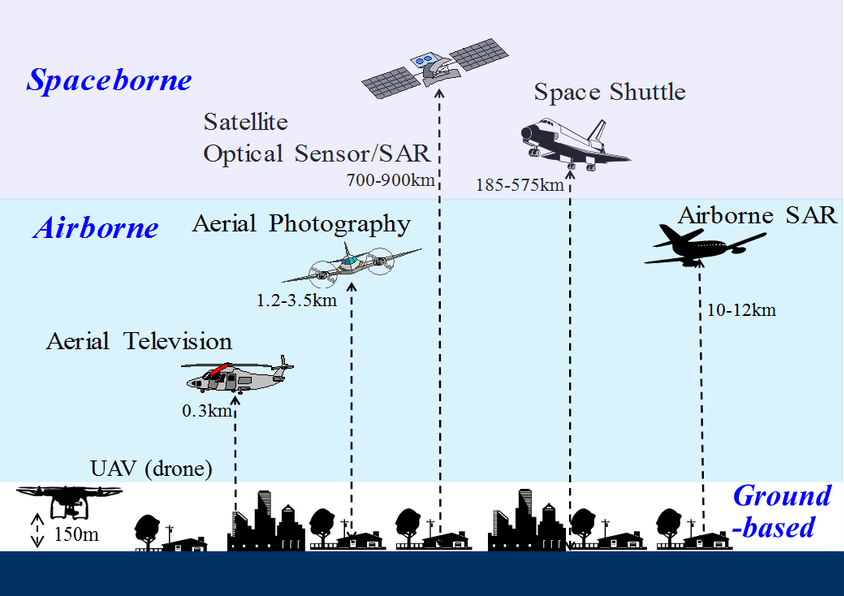 Spaceborne
Space Shuttle
Satellite
Optical Sensor/SAR
700-900km
185-575km
Airborne
Aerial Photography
Airborne SAR
1.2-3.5km
10-12km
Aerial Television
0.3km
UAV (drone)
150m
Ground
-based